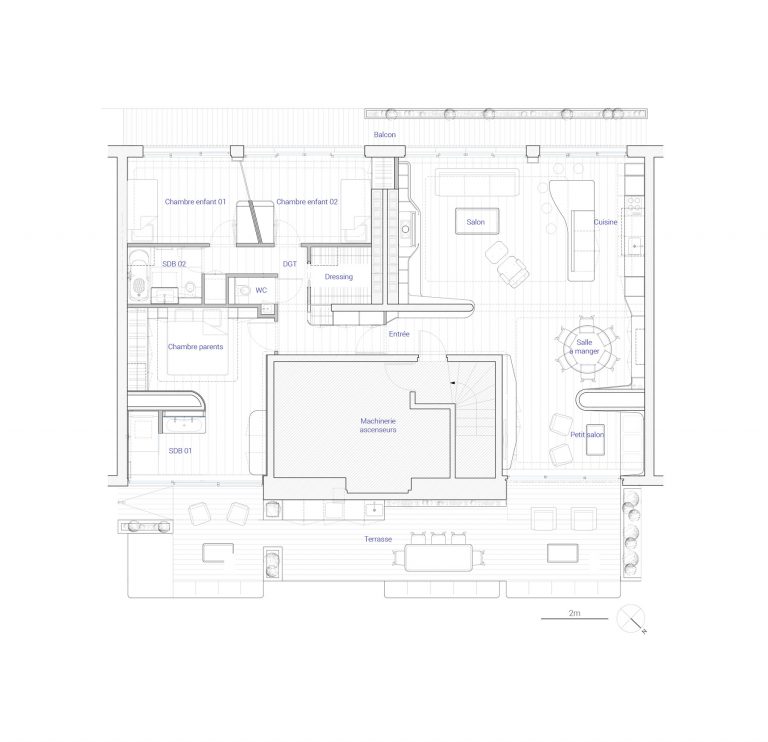 Balcon
Chambre enfant 01
Chambre enfant 02
Salon
Cuisine
SDB 02
DGT
Dressing
WC
Entrée
Chambre parents
Salle
à manger
Machinerie
ascenseurs
Petit salon
SDB 01
Terrasse
2m
N